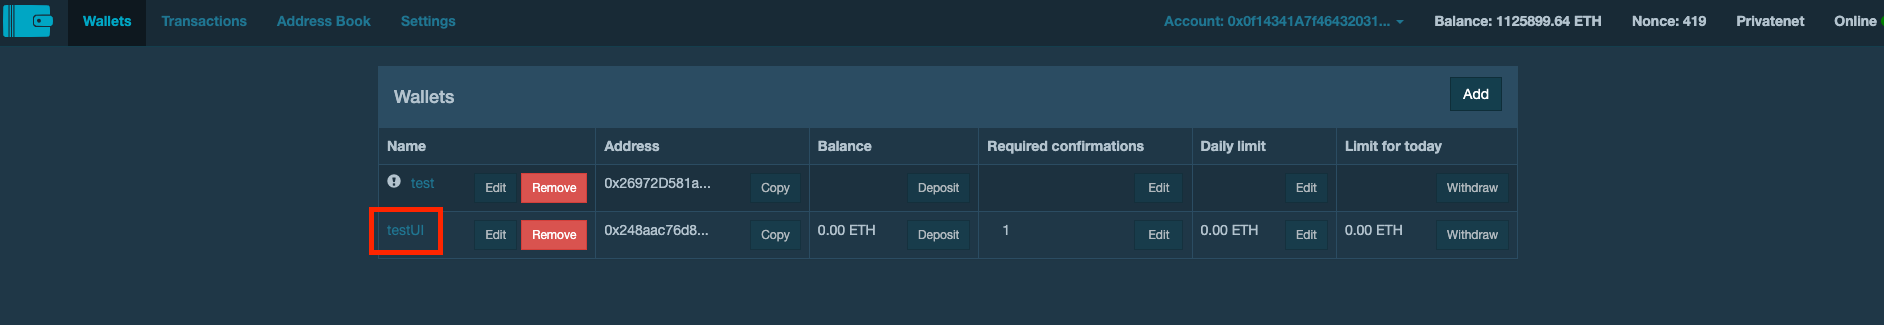 Wallets Transactions Address Book Settings Account: 0x0f14341A7f46432031... Balance: 1125899.64 ETH Nonce: 419 Privatenet Online
Wallets Add
Name Address Balance Required confirmations Daily limit Limit for today
test Edit Remove 0x26972D581a... Copy Deposit Edit Edit Withdraw
testUI Edit Remove 0x248aac76d8... Copy 0.00 ETH Deposit 1 Edit 0.00 ETH Edit 0.00 ETH Withdraw